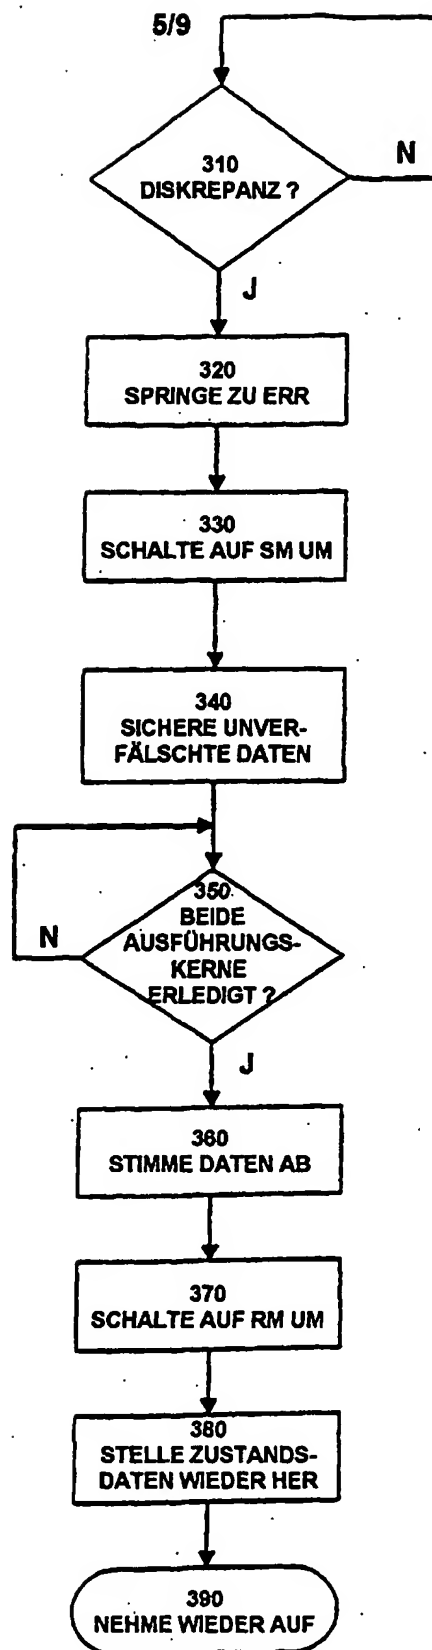 5/9
310
DISKREPANZ ?
N
J
320
SPRINGE ZU ERR
330
SCHALTE AUF SM UM
340
SICHERE UNVER-
FÄLSCHTE DATEN
350
BEIDE
AUSFÜHRUNGS-
KERNE
ERLEDIGT ?
N
J
360
STIMME DATEN AB
370
SCHALTE AUF RM UM
380
STELLE ZUSTANDS-
DATEN WIEDER HER
390
NEHME WIEDER AUF